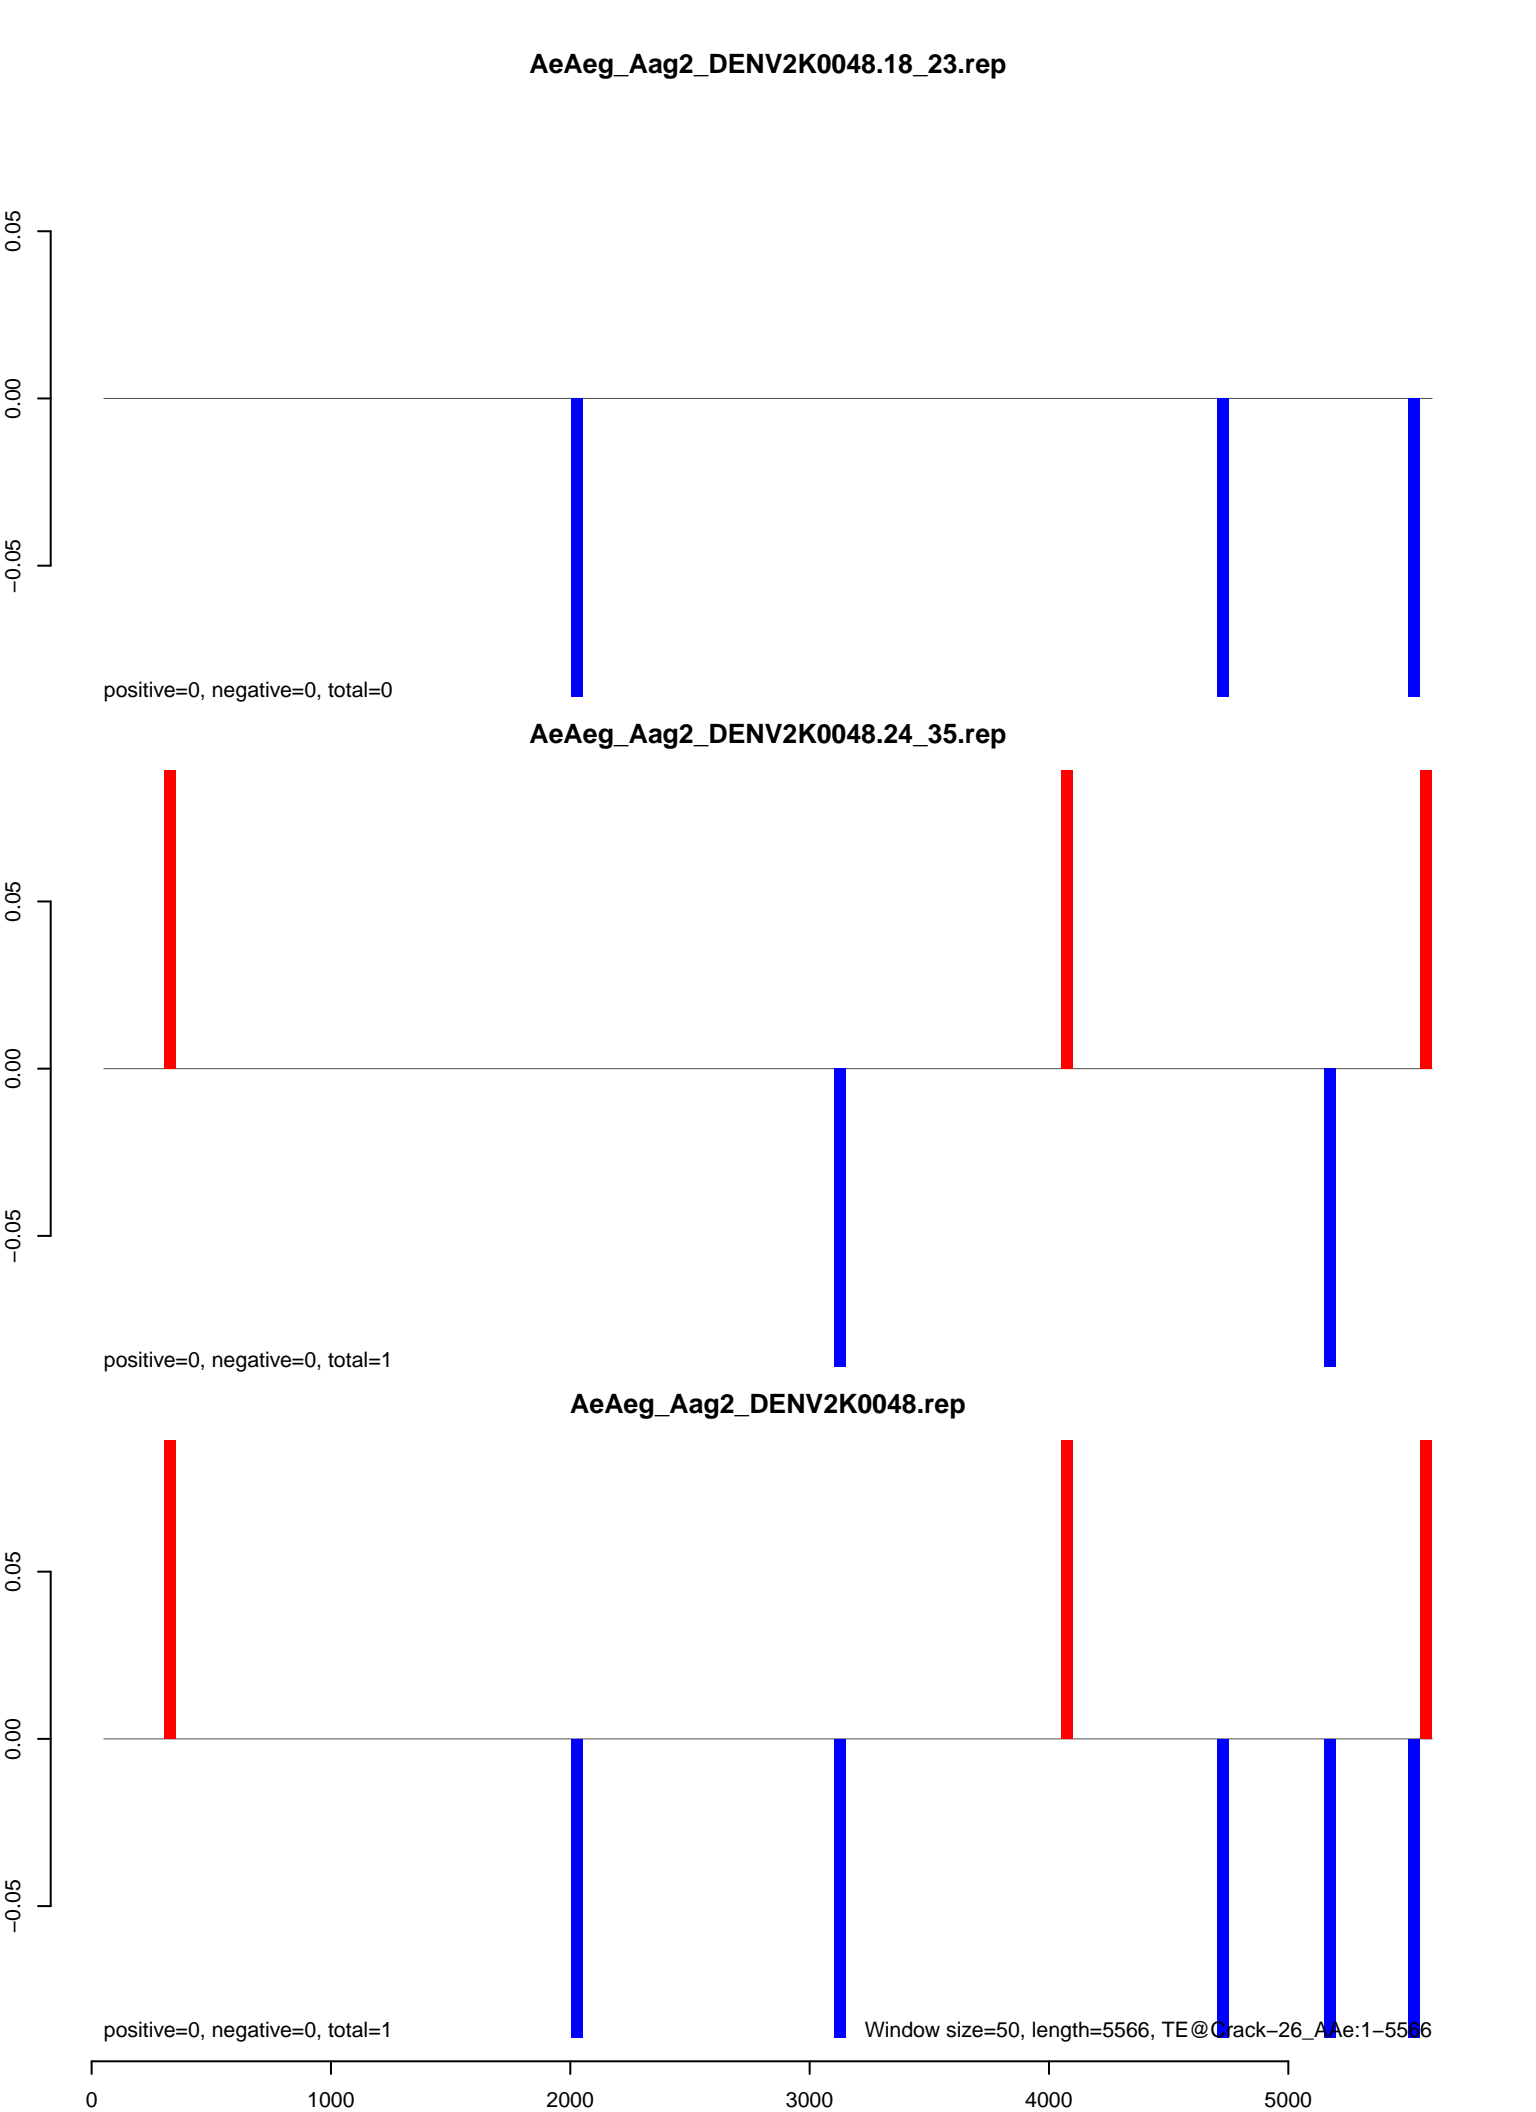 AeAeg_Aag2_DENV2K0048.18_23.rep
0.05
0.00
−0.05
positive=0, negative=0, total=0
AeAeg_Aag2_DENV2K0048.24_35.rep
0.05
0.00
−0.05
positive=0, negative=0, total=1
AeAeg_Aag2_DENV2K0048.rep
0.05
0.00
−0.05
positive=0, negative=0, total=1
Window size=50, length=5566, TE@Crack−26_AAe:1−5566
0 1000 2000 3000 4000 5000